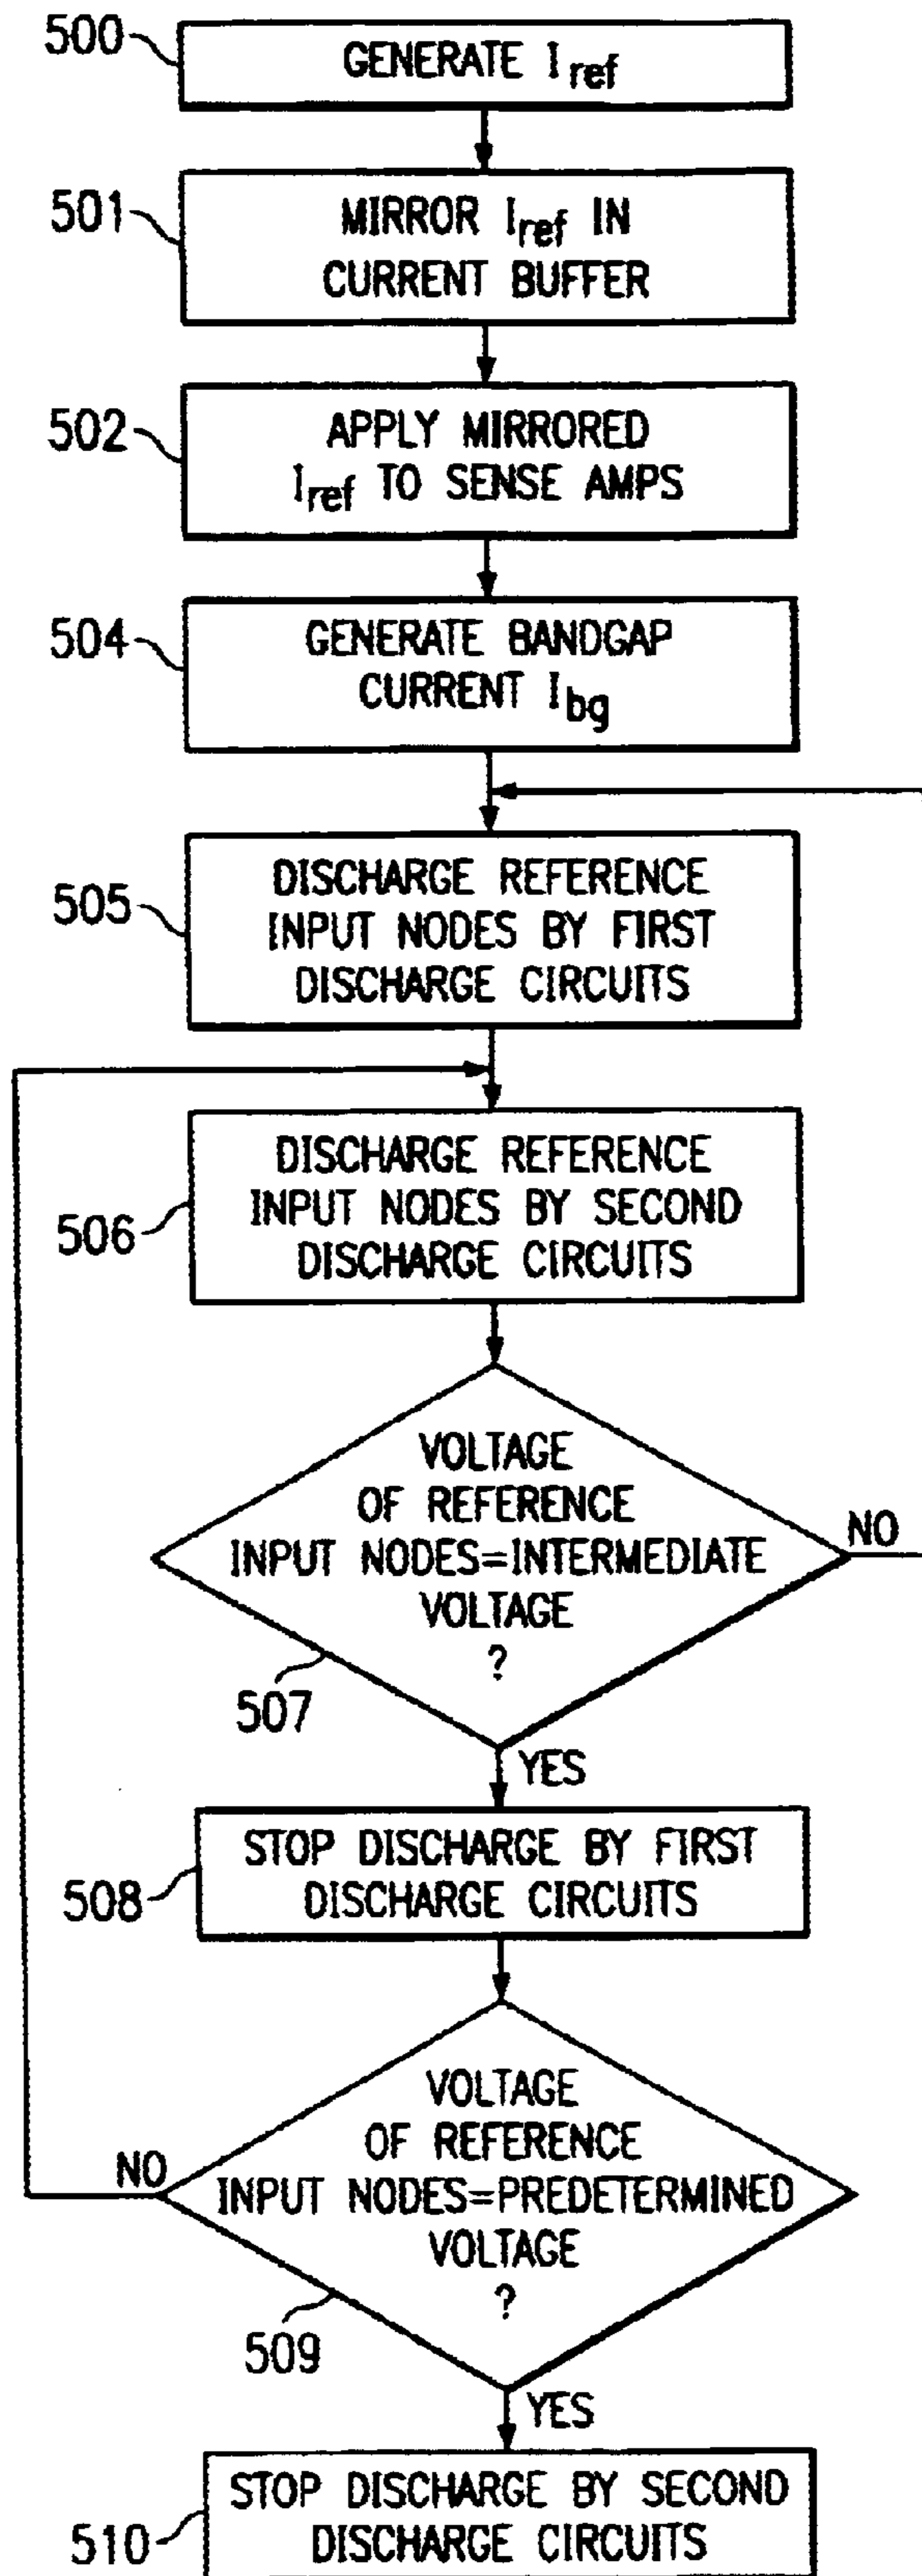 500
GENERATE Iref
501
MIRROR Iref IN
CURRENT BUFFER
502
APPLY MIRRORED
Iref TO SENSE AMPS
504
GENERATE BANDGAP
CURRENT Ibg
505
DISCHARGE REFERENCE
INPUT NODES BY FIRST
DISCHARGE CIRCUITS
506
DISCHARGE REFERENCE
INPUT NODES BY SECOND
DISCHARGE CIRCUITS
VOLTAGE
OF REFERENCE
INPUT NODES=INTERMEDIATE
VOLTAGE
?
NO
507
YES
508
STOP DISCHARGE BY FIRST
DISCHARGE CIRCUITS
VOLTAGE
OF REFERENCE
INPUT NODES=PREDETERMINED
VOLTAGE
?
NO
509
YES
510
STOP DISCHARGE BY SECOND
DISCHARGE CIRCUITS